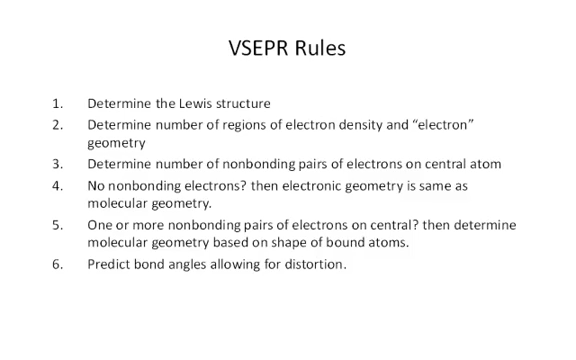 VSEPR Rules
1. Determine the Lewis structure
2. Determine number of regions of electron density and “electron”
geometry
3. Determine number of nonbonding pairs of electrons on central atom
4. No nonbonding electrons? then electronic geometry is same as
molecular geometry.
5. One or more nonbonding pairs of electrons on central? then determine
molecular geometry based on shape of bound atoms.
6. Predict bond angles allowing for distortion.